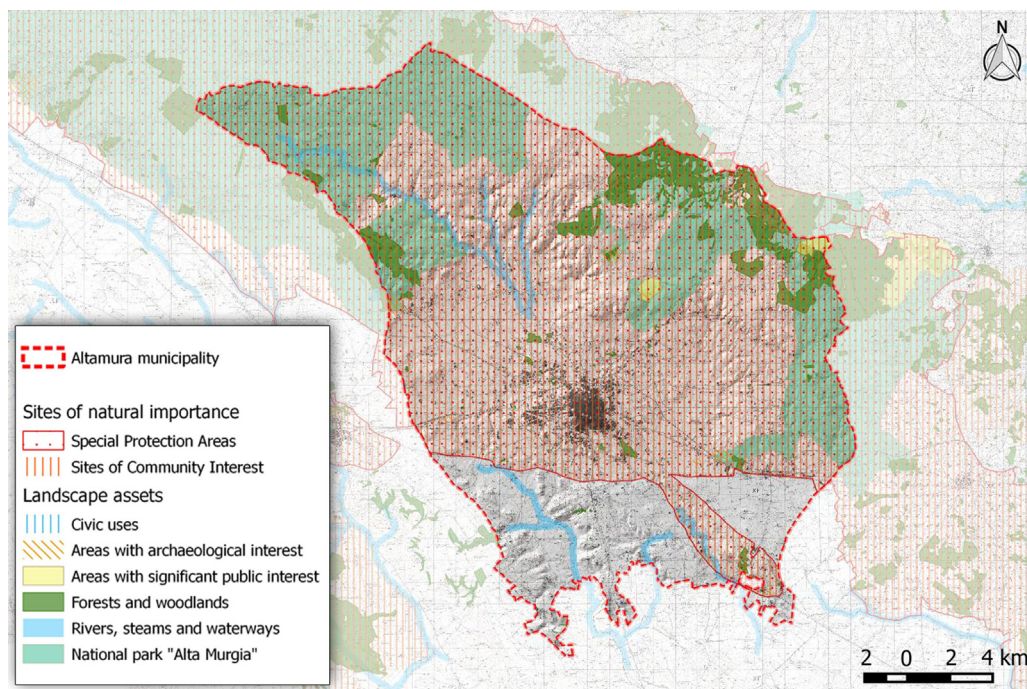 N
Altamura municipality
Sites of natural importance
Special Protection Areas
Sites of Community Interest
Landscape assets
Civic uses
Areas with archaeological interest
Areas with significant public interest
Forests and woodlands
Rivers, steams and waterways
National park "Alta Murgia"
2 0 2 4 km